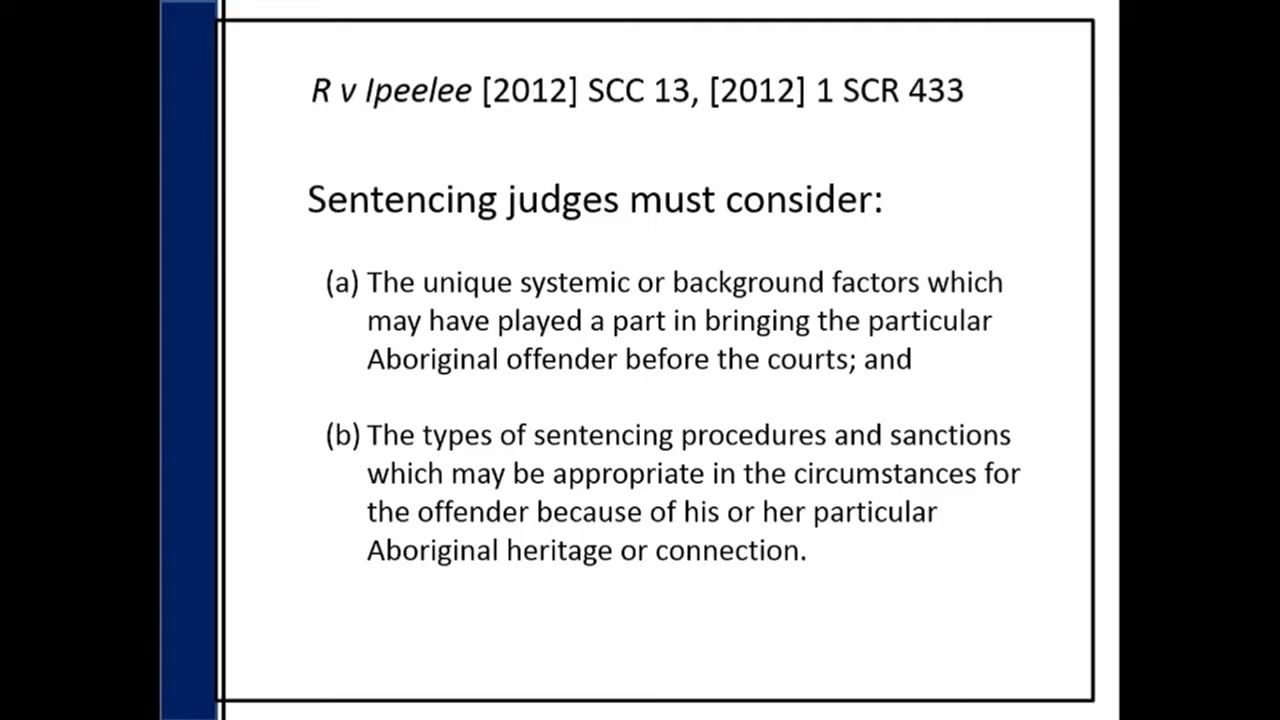 R v Ipeelee [2012] SCC 13, [2012] 1 SCR 433
Sentencing judges must consider:
(a) The unique systemic or background factors which
may have played a part in bringing the particular
Aboriginal offender before the courts; and
(b) The types of sentencing procedures and sanctions
which may be appropriate in the circumstances for
the offender because of his or her particular
Aboriginal heritage or connection.